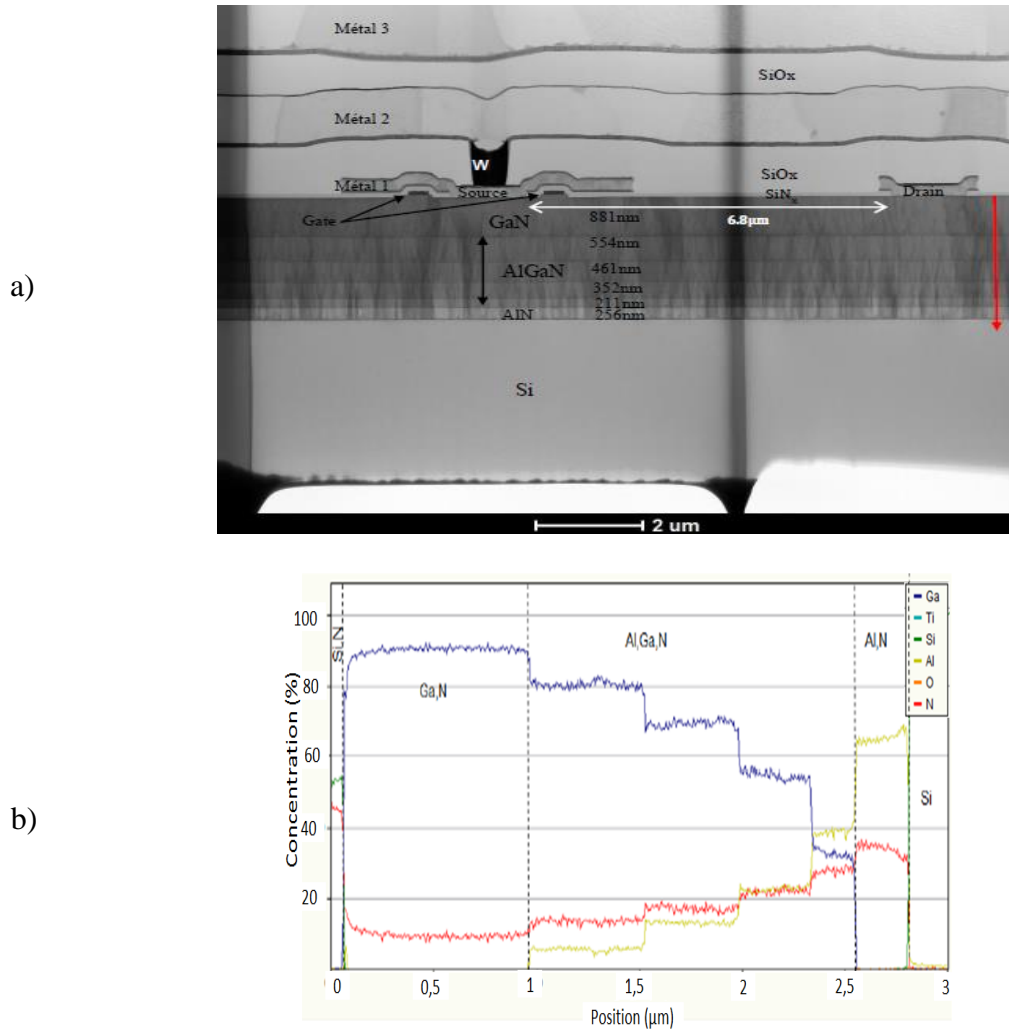 a)
Métal 3
SiOx
Métal 2
W
SiOx
Métal 1
Source
SiNx
Drain
Gate
GaN
881nm
6.8µm
554nm
AlGaN
461nm
352nm
211nm
AlN
256nm
Si
2 um
b)
Concentration (%)
100
80
60
40
20
0
0,5
1
1,5
2
2,5
3
Position (µm)
Si,N
Ga,N
Al,Ga,N
Al,N
Si
Ga
Ti
Si
Al
O
N